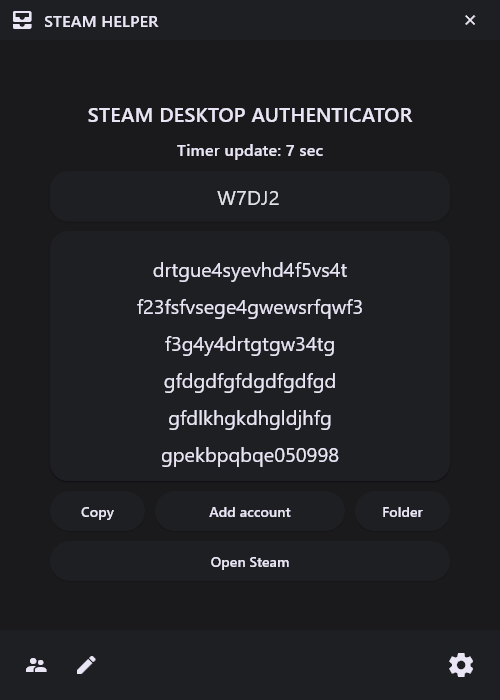 STEAM HELPER
STEAM DESKTOP AUTHENTICATOR
Timer update: 7 sec
W7DJ2
drtgue4syevhd4f5vs4t
f23fsfvsege4gwewsrfqwf3
f3g4y4drtgtgw34tg
gfdgdfgfdgdfgdfgd
gfdlkhgkdhgldjhfg
gpekbpqbqe050998
Copy Add account Folder
Open Steam